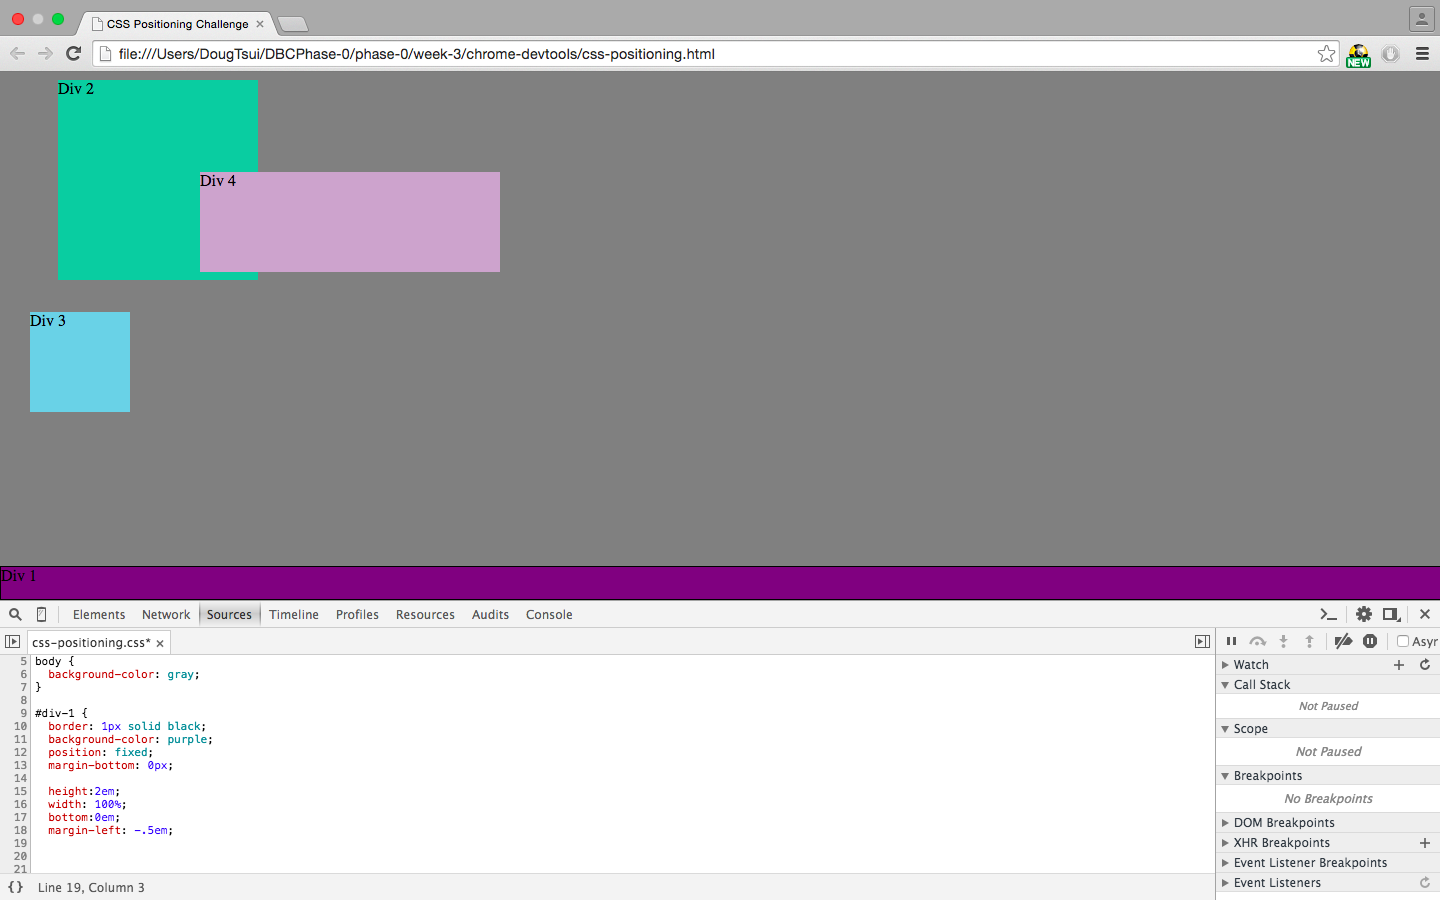 CSS Positioning Challenge
file:///Users/DougTsui/DBCPhase-0/phase-0/week-3/chrome-devtools/css-positioning.html
NEW
Div 2
Div 4
Div 3
Div 1
Elements Network Sources Timeline Profiles Resources Audits Console
css-positioning.css*
Asyr
5 body {
6 background-color: gray;
7 }
8
9 #div-1 {
10 border: 1px solid black;
11 background-color: purple;
12 position: fixed;
13 margin-bottom: 0px;
14
15 height:2em;
16 width: 100%;
17 bottom:0em;
18 margin-left: -.5em;
19
20
21
{} Line 19, Column 3
Watch
Call Stack
Not Paused
Scope
Not Paused
Breakpoints
No Breakpoints
DOM Breakpoints
XHR Breakpoints
Event Listener Breakpoints
Event Listeners